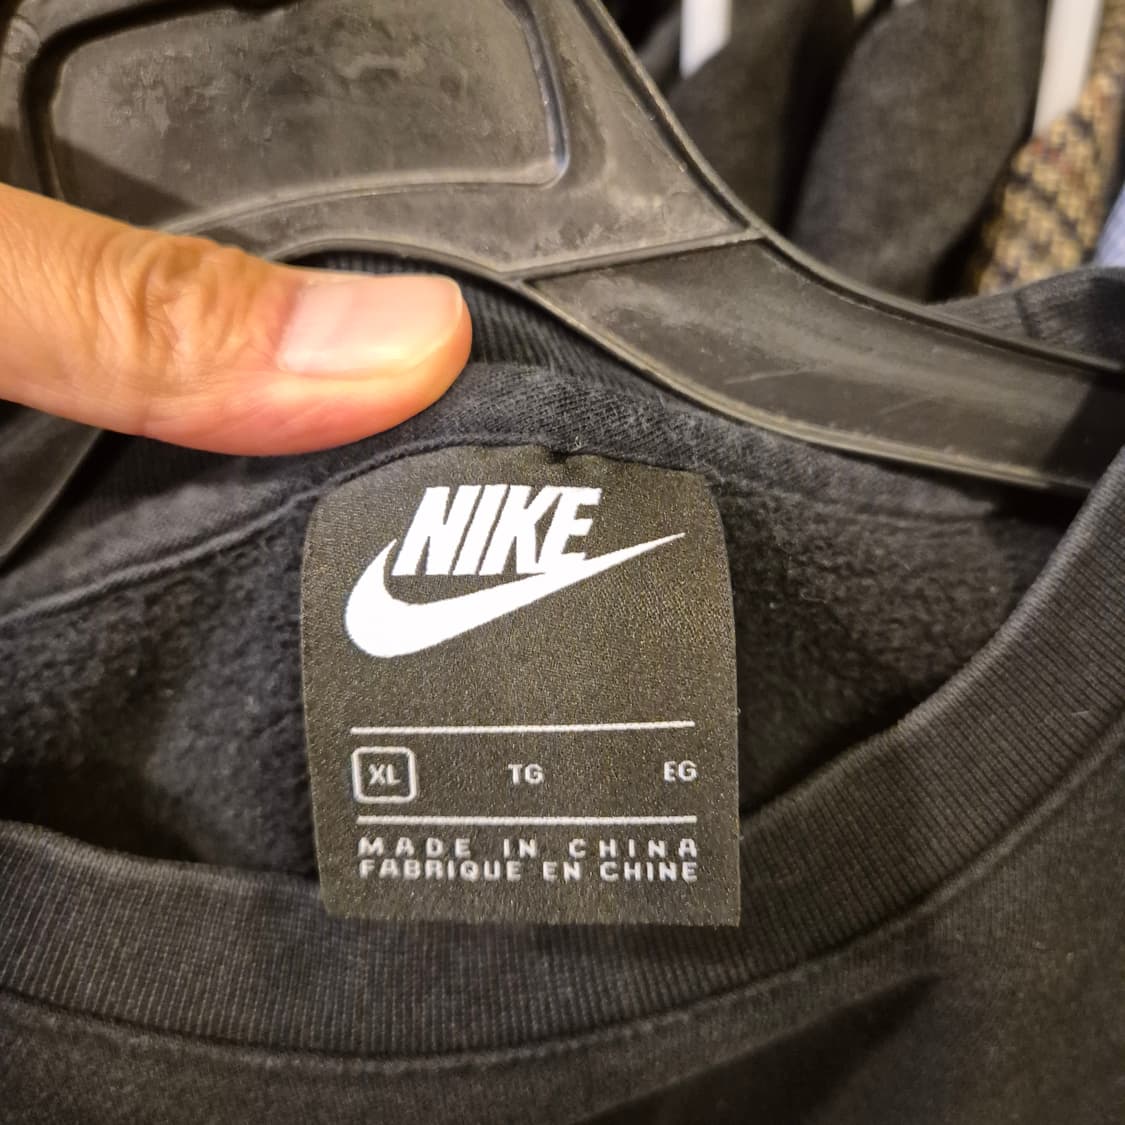 NIKE
XL TG EG
MADE IN CHINA
FABRIQUE EN CHINE